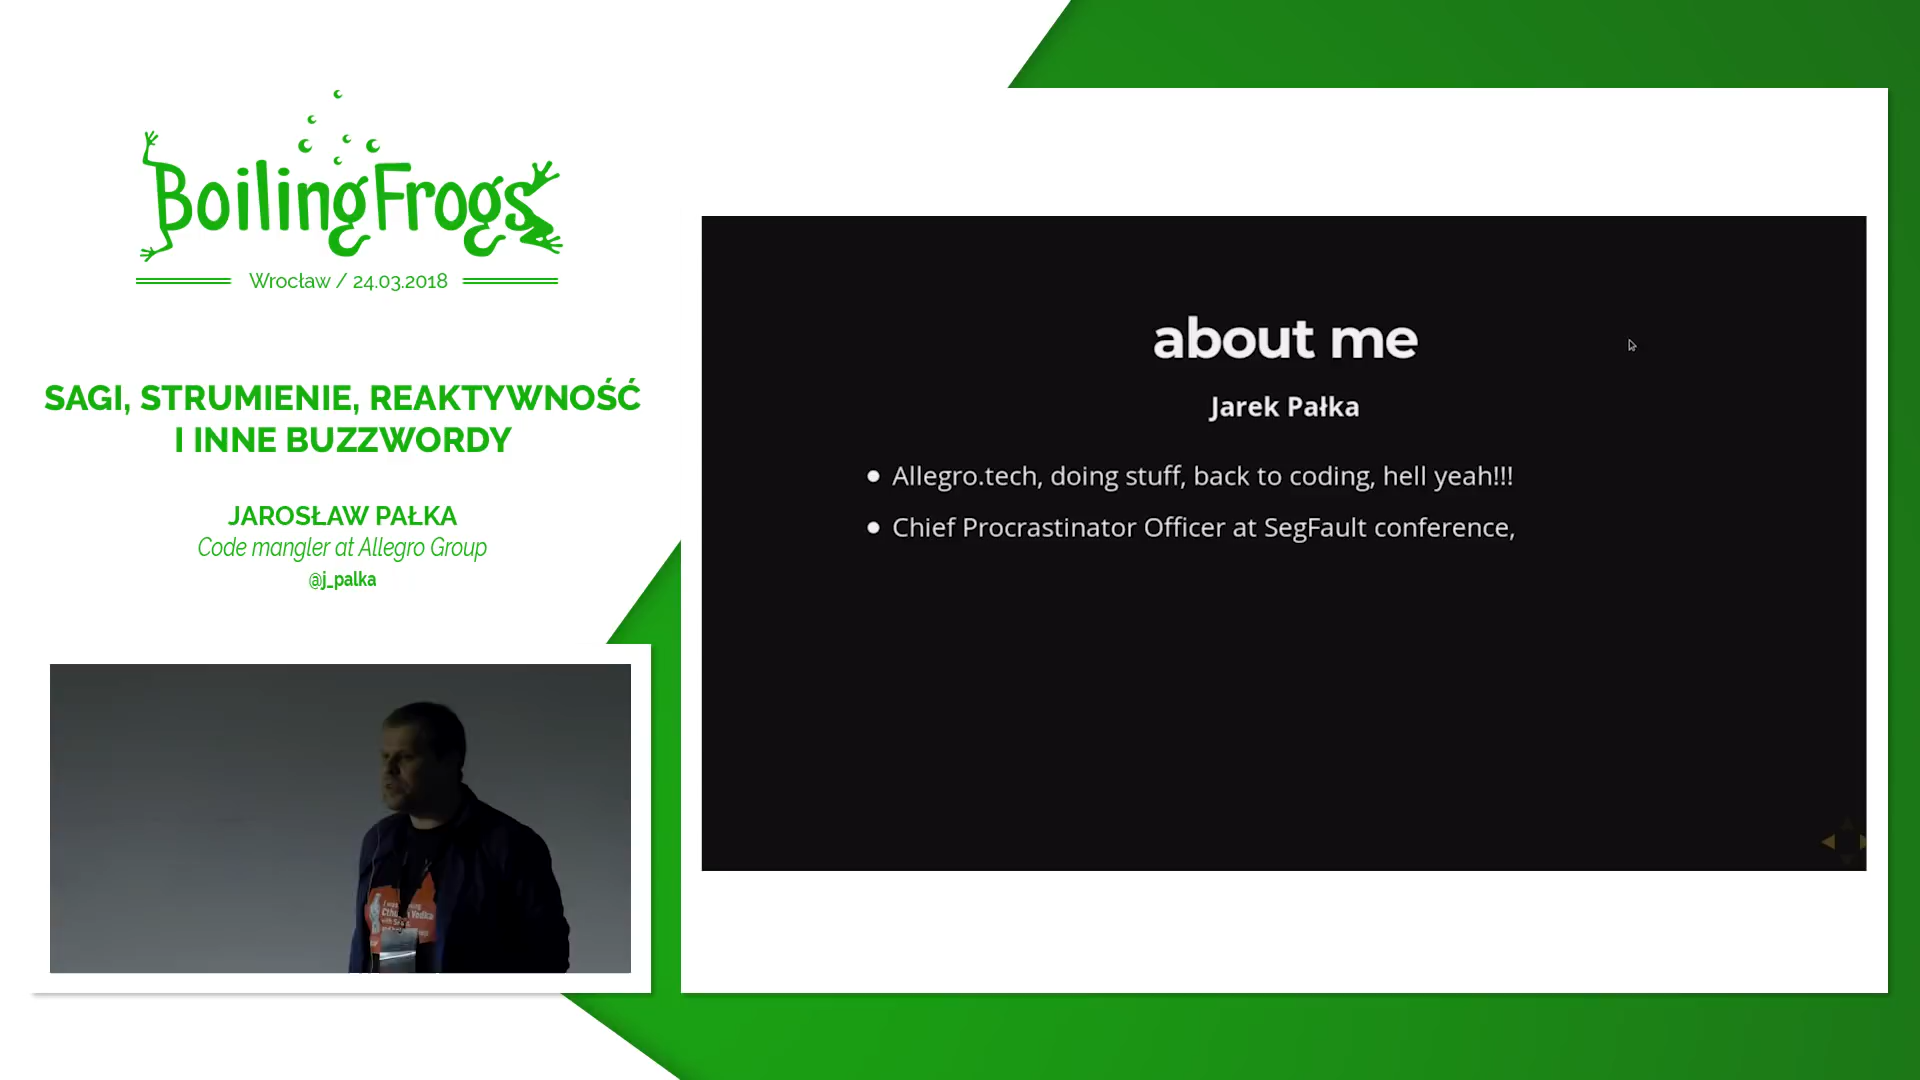 BoilingFrogs
Wrocław / 24.03.2018
SAGI, STRUMIENIE, REAKTYWNOŚĆ
I INNE BUZZWORDY
JAROSŁAW PAŁKA
Code mangler at Allegro Group
@j_palka
about me
Jarek Pałka
Allegro.tech, doing stuff, back to coding, hell yeah!!!
Chief Procrastinator Officer at SegFault conference,
Vodka